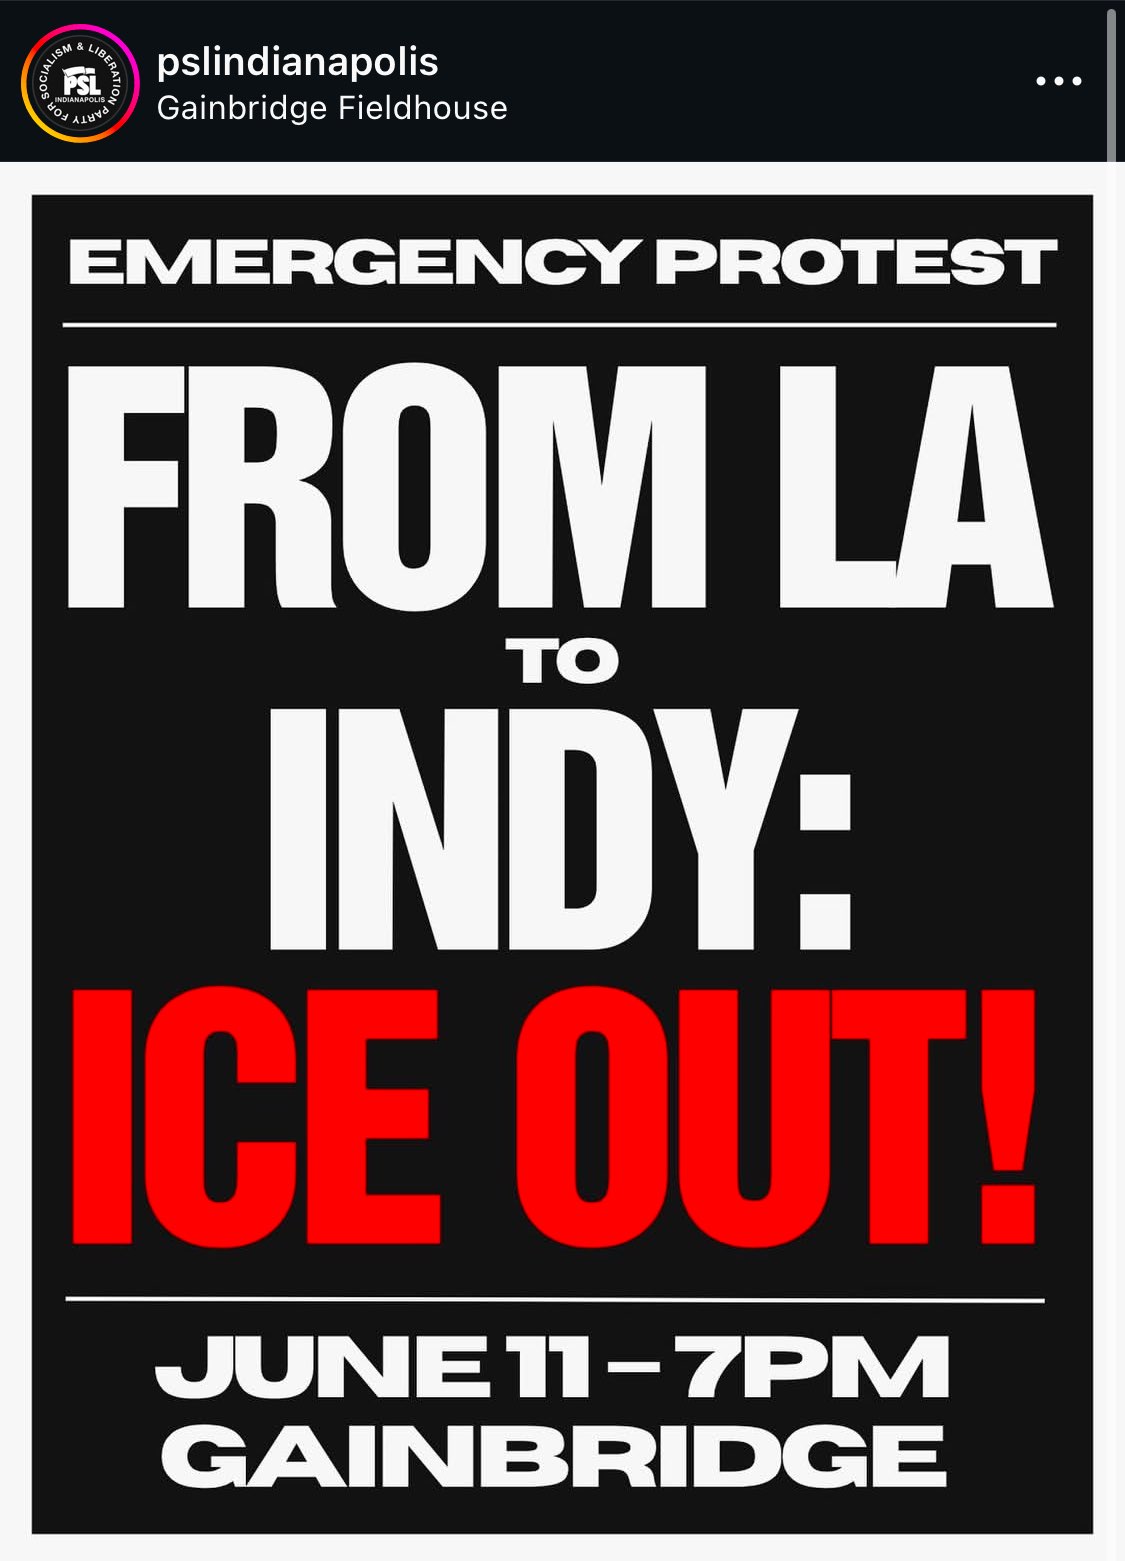 PARTY FOR SOCIALISM & LIBERATION
PSL
INDIANAPOLIS
pslindianapolis
Gainbridge Fieldhouse
EMERGENCY PROTEST
FROM LA
TO
INDY:
ICE OUT!
JUNE 11 – 7PM
GAINBRIDGE